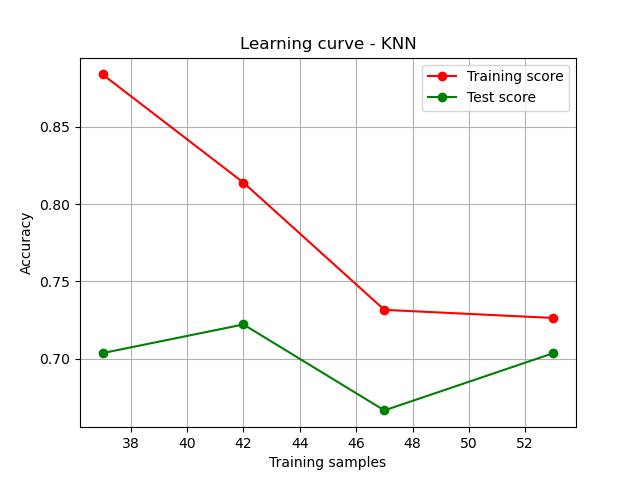 Learning curve - KNN
Training score
Test score
0.85
0.80
0.75
0.70
Accuracy
38 40 42 44 46 48 50 52
Training samples